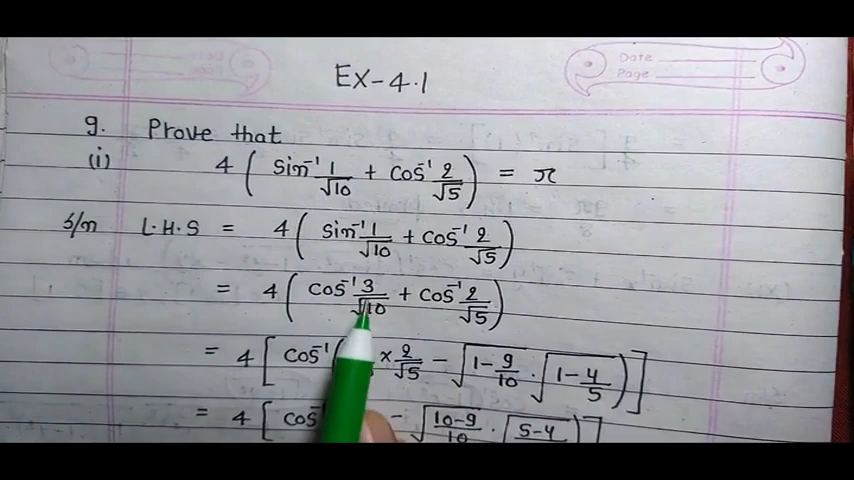 Date
Page
EX-4.1
9. Prove that
(i) 4 ( sin⁻¹ 1/√10 + cos⁻¹ 2/√5 ) = π
S/n L.H.S = 4 ( sin⁻¹ 1/√10 + cos⁻¹ 2/√5 )
= 4 ( cos⁻¹ 3/√10 + cos⁻¹ 2/√5 )
= 4 [ cos⁻¹ ( × 2/√5 − √(1 − 9/10) · √(1 − 4/5) ) ]
= 4 [ cos⁻¹ − √((10-9)/10) · √((5-4) ]